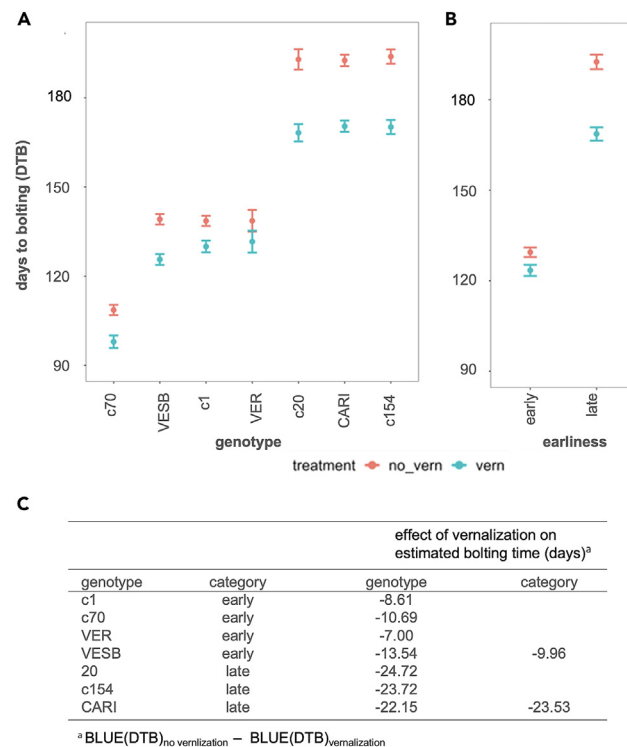 A
B
days to bolting (DTB)
180
150
120
90
c70
VESB
c1
VER
c20
CARI
c154
genotype
180
150
120
90
early
late
earliness
treatment no_vern vern
C
effect of vernalization on
estimated bolting time (days)ᵃ
genotype category genotype category
c1 early -8.61
c70 early -10.69
VER early -7.00
VESB early -13.54 -9.96
20 late -24.72
c154 late -23.72
CARI late -22.15 -23.53
ᵃ BLUE(DTB)no vernlization – BLUE(DTB)vernalization